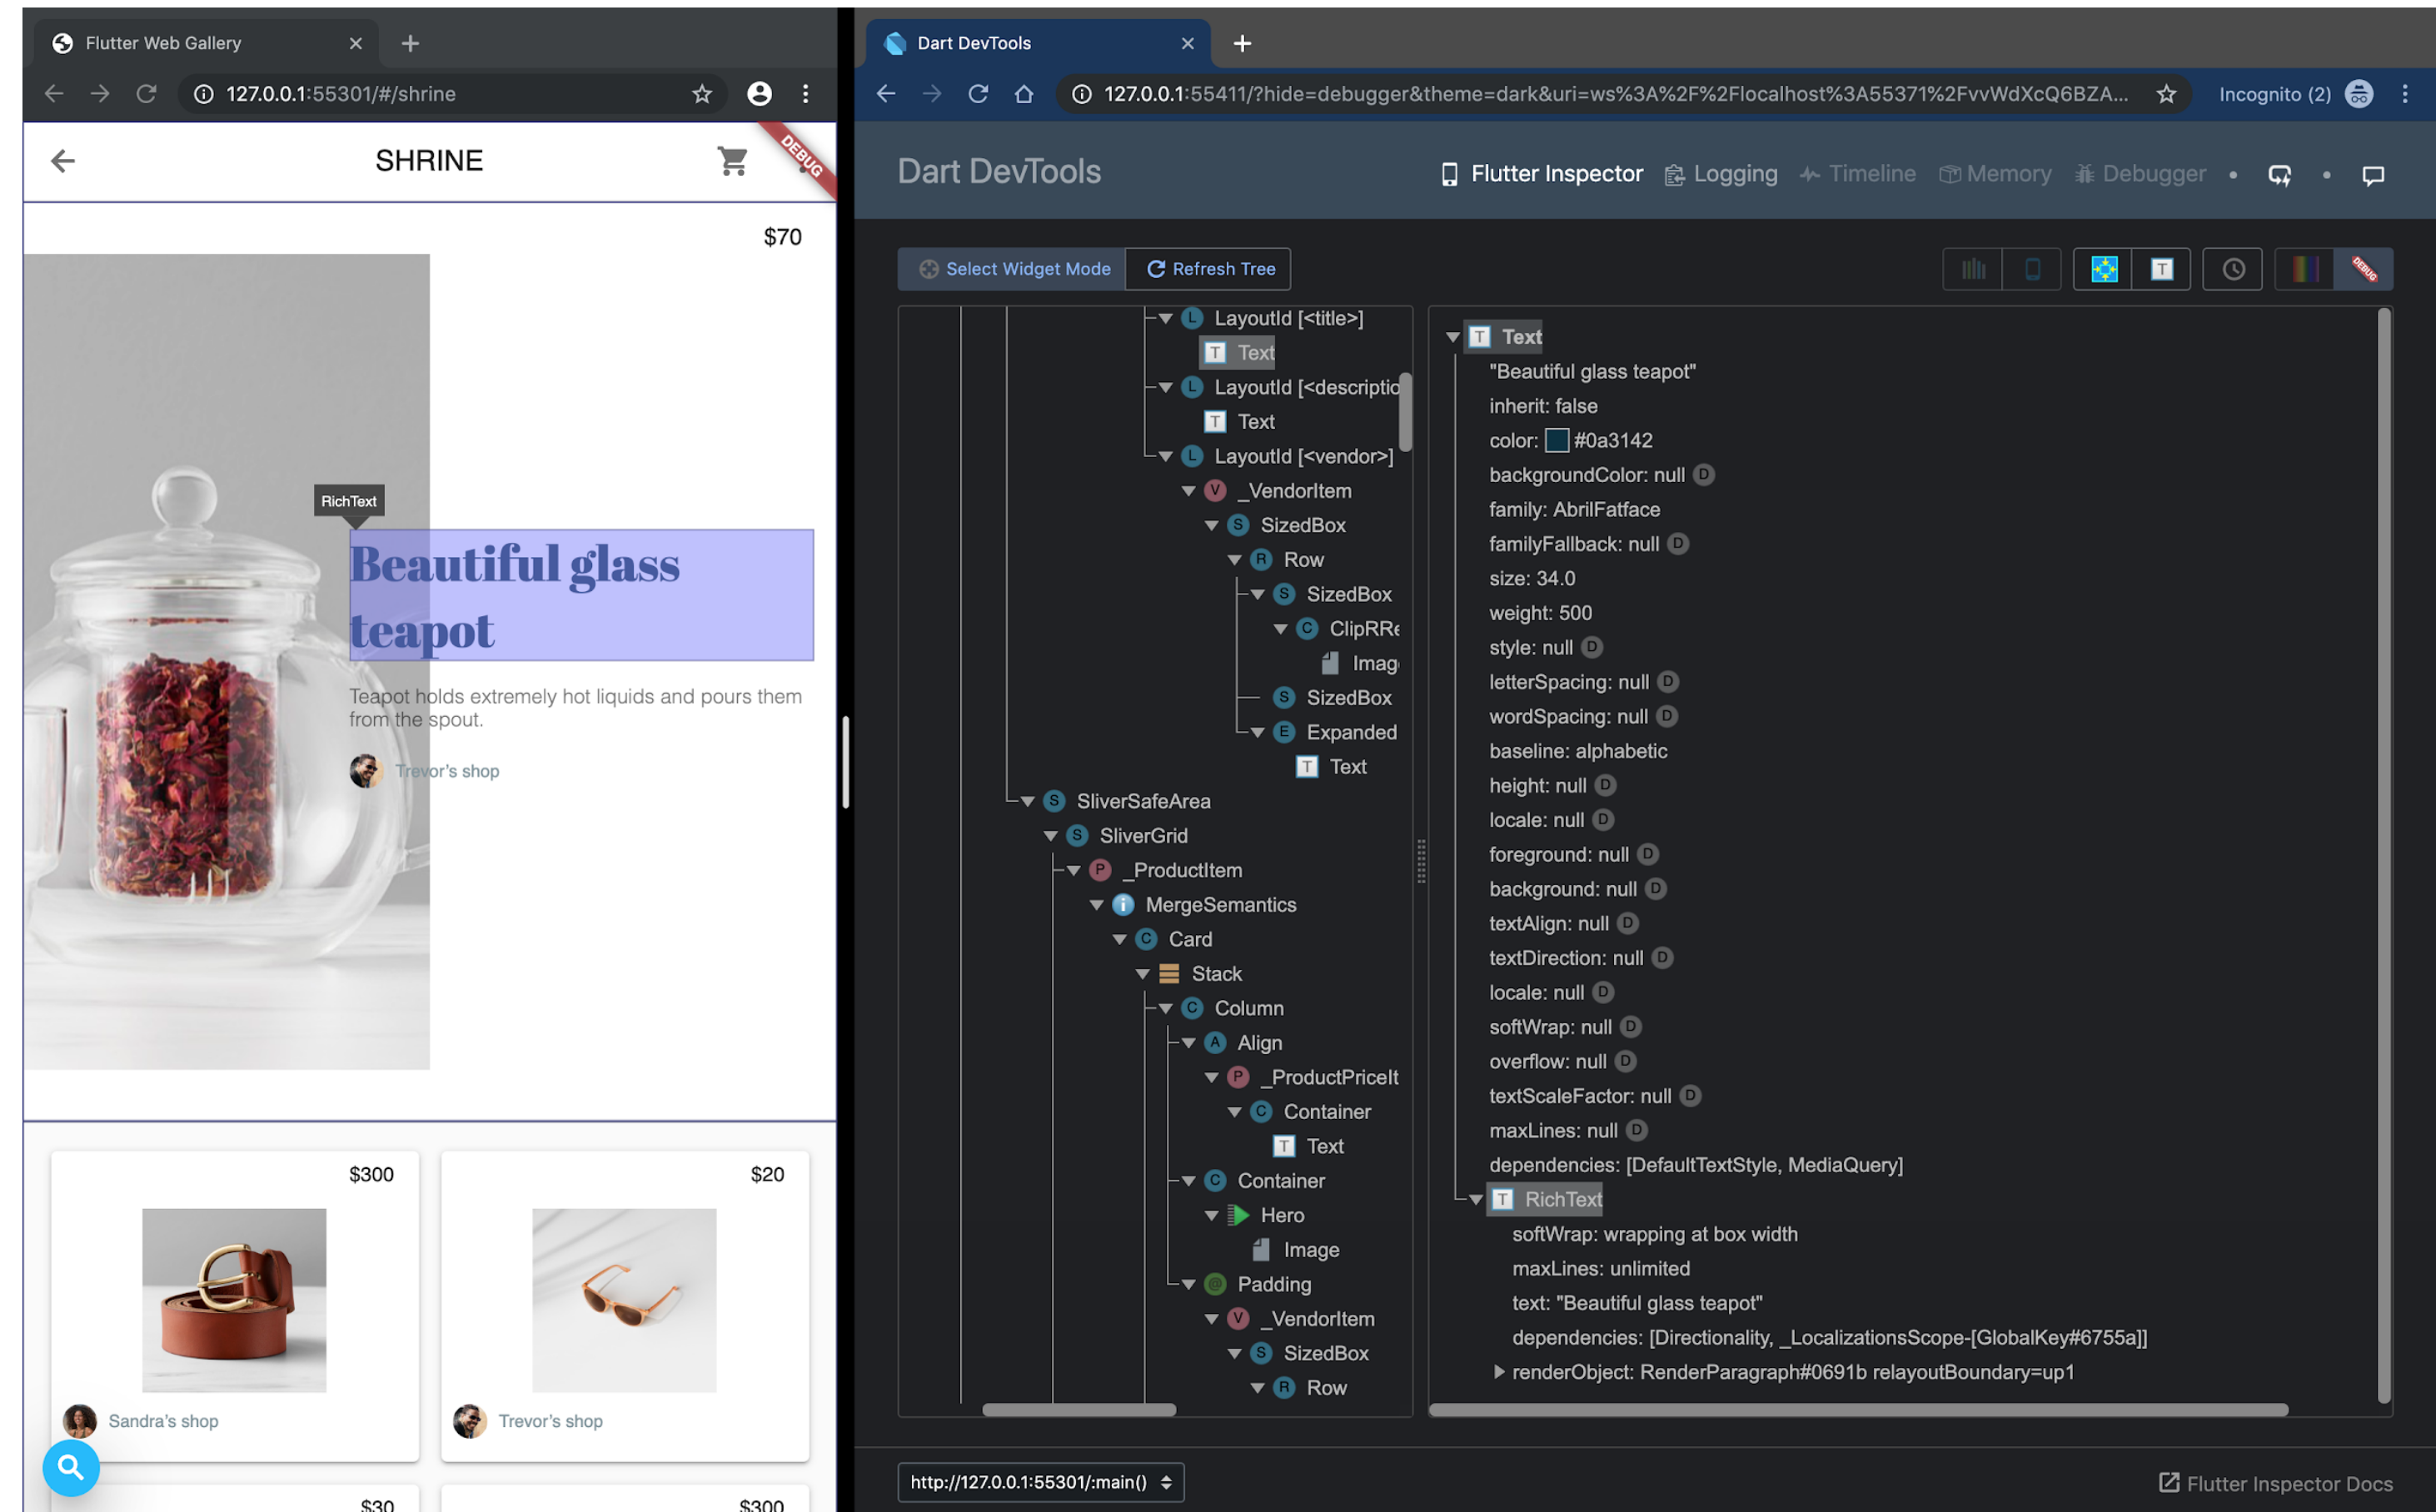 Flutter Web Gallery
127.0.0.1:55301/#/shrine
SHRINE
DEBUG
$70
RichText
Beautiful glass
teapot
Teapot holds extremely hot liquids and pours them
from the spout.
Trevor's shop
$300
$20
Sandra's shop
Trevor's shop
$30
$300
Dart DevTools
127.0.0.1:55411/?hide=debugger&theme=dark&uri=ws%3A%2F%2Flocalhost%3A55371%2FvvWdXcQ6BZA...
Incognito (2)
Dart DevTools
Flutter Inspector
Logging
Timeline
Memory
Debugger
Select Widget Mode
Refresh Tree
T
DEBUG
L LayoutId [<title>]
T Text
L LayoutId [<descriptio
T Text
L LayoutId [<vendor>]
V _VendorItem
S SizedBox
R Row
S SizedBox
C ClipRRe
Imag
S SizedBox
E Expanded
T Text
S SliverSafeArea
S SliverGrid
P _ProductItem
i MergeSemantics
C Card
Stack
C Column
A Align
P _ProductPriceIt
C Container
T Text
C Container
Hero
Image
@ Padding
V _VendorItem
S SizedBox
R Row
T Text
"Beautiful glass teapot"
inherit: false
color: #0a3142
backgroundColor: null D
family: AbrilFatface
familyFallback: null D
size: 34.0
weight: 500
style: null D
letterSpacing: null D
wordSpacing: null D
baseline: alphabetic
height: null D
locale: null D
foreground: null D
background: null D
textAlign: null D
textDirection: null D
locale: null D
softWrap: null D
overflow: null D
textScaleFactor: null D
maxLines: null D
dependencies: [DefaultTextStyle, MediaQuery]
T RichText
softWrap: wrapping at box width
maxLines: unlimited
text: "Beautiful glass teapot"
dependencies: [Directionality, _LocalizationsScope-[GlobalKey#6755a]]
renderObject: RenderParagraph#0691b relayoutBoundary=up1
http://127.0.0.1:55301/:main()
Flutter Inspector Docs